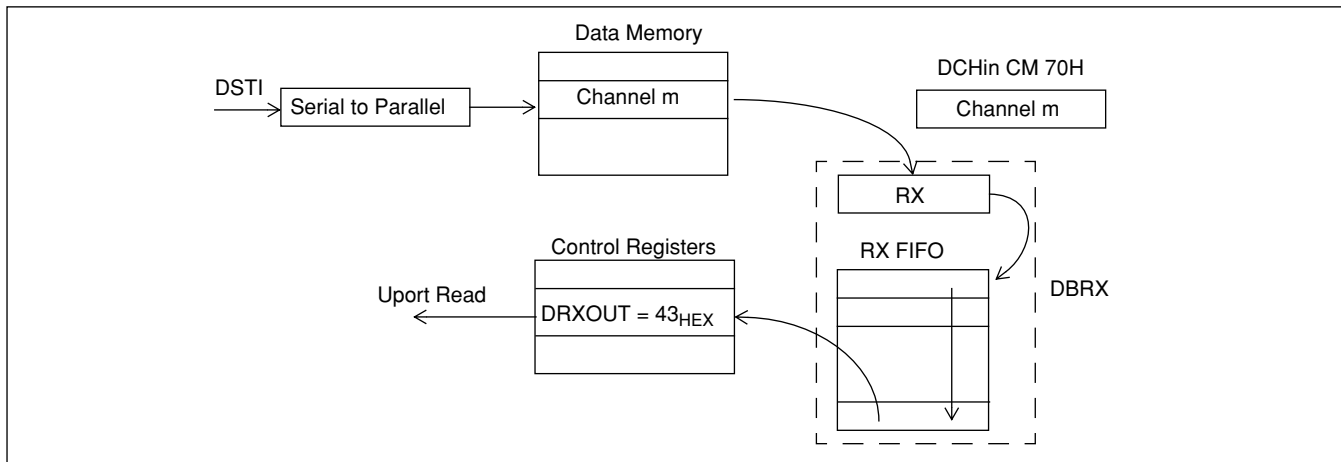 Data Memory
DCHin CM 70H
DSTI
Serial to Parallel
Channel m
Channel m
RX
Control Registers
RX FIFO
Uport Read
DRXOUT = 43HEX
DBRX